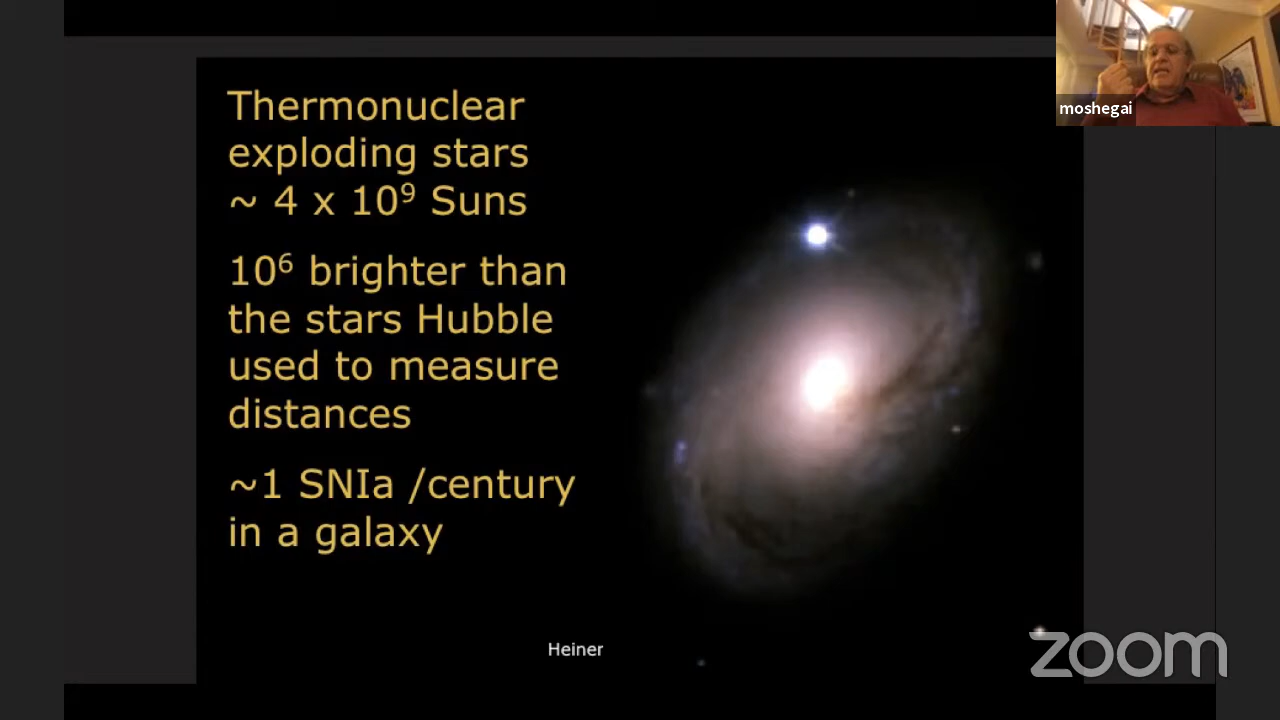 Thermonuclear
exploding stars
~ 4 x 10⁹ Suns
10⁶ brighter than
the stars Hubble
used to measure
distances
~1 SNIa /century
in a galaxy
Heiner
moshegai
zoom